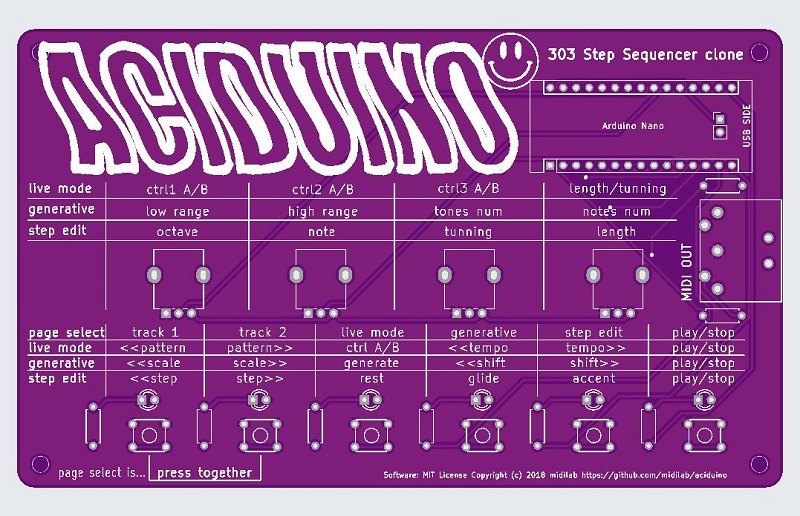 ACIDUINO
303 Step Sequencer clone
Arduino Nano
USB SIDE
live mode ctrl1 A/B ctrl2 A/B ctrl3 A/B length/tunning
generative low range high range tones num notes num
step edit octave note tunning length
MIDI OUT
page select track 1 track 2 live mode generative step edit play/stop
live mode <<pattern pattern>> ctrl A/B <<tempo tempo>> play/stop
generative <<scale scale>> generate <<shift shift>> play/stop
step edit <<step step>> rest glide accent play/stop
page select is... press together
Software: MIT License Copyright (c) 2018 midilab https://github.com/midilab/aciduino